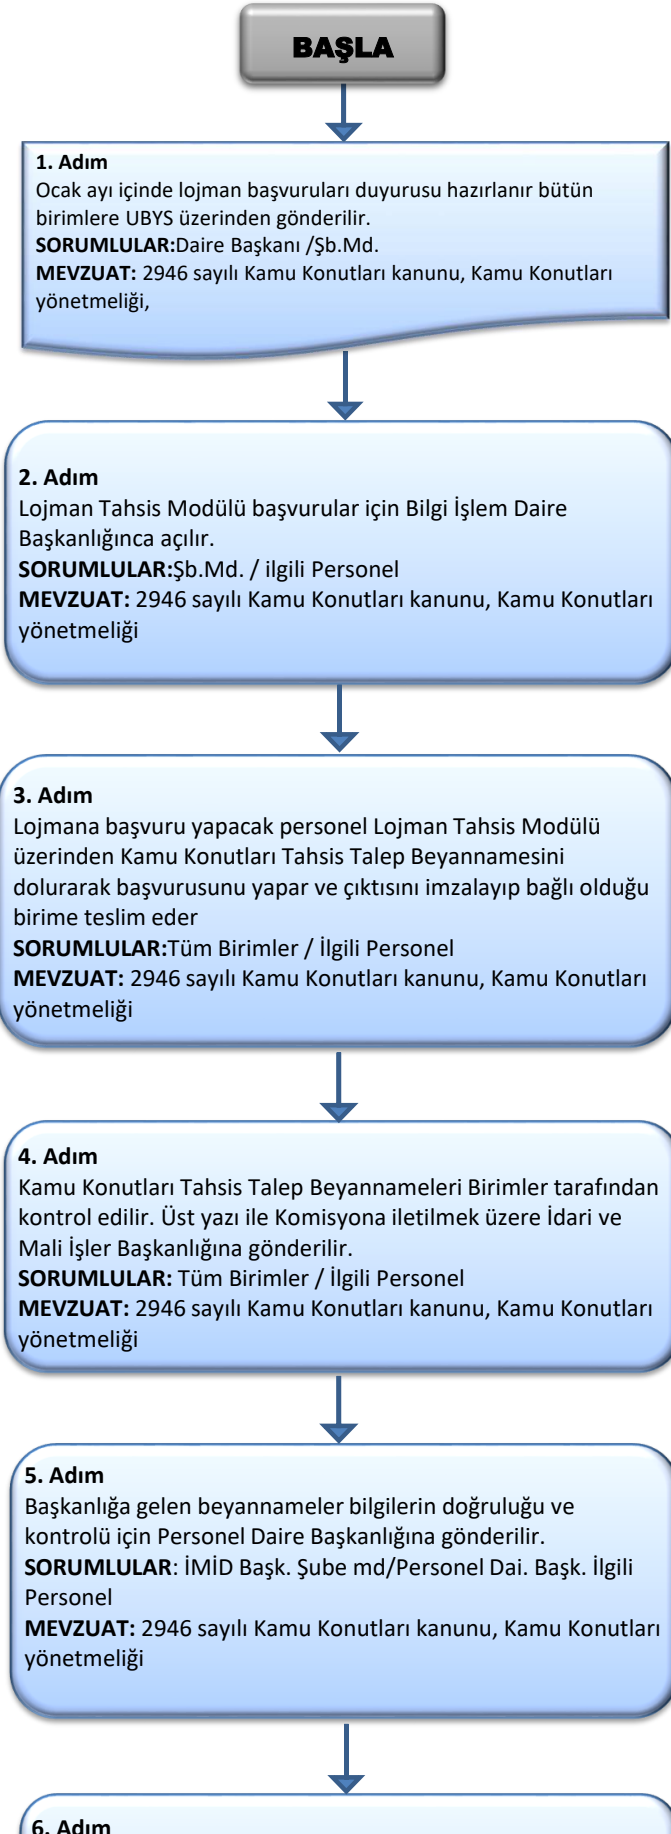 BAŞLA
1. Adım
Ocak ayı içinde lojman başvuruları duyurusu hazırlanır bütün
birimlere UBYS üzerinden gönderilir.
SORUMLULAR:Daire Başkanı /Şb.Md.
MEVZUAT: 2946 sayılı Kamu Konutları kanunu, Kamu Konutları
yönetmeliği,
2. Adım
Lojman Tahsis Modülü başvurular için Bilgi İşlem Daire
Başkanlığınca açılır.
SORUMLULAR:Şb.Md. / ilgili Personel
MEVZUAT: 2946 sayılı Kamu Konutları kanunu, Kamu Konutları
yönetmeliği
3. Adım
Lojmana başvuru yapacak personel Lojman Tahsis Modülü
üzerinden Kamu Konutları Tahsis Talep Beyannamesini
dolurarak başvurusunu yapar ve çıktısını imzalayıp bağlı olduğu
birime teslim eder
SORUMLULAR:Tüm Birimler / İlgili Personel
MEVZUAT: 2946 sayılı Kamu Konutları kanunu, Kamu Konutları
yönetmeliği
4. Adım
Kamu Konutları Tahsis Talep Beyannameleri Birimler tarafından
kontrol edilir. Üst yazı ile Komisyona iletilmek üzere İdari ve
Mali İşler Başkanlığına gönderilir.
SORUMLULAR: Tüm Birimler / İlgili Personel
MEVZUAT: 2946 sayılı Kamu Konutları kanunu, Kamu Konutları
yönetmeliği
5. Adım
Başkanlığa gelen beyannameler bilgilerin doğruluğu ve
kontrolü için Personel Daire Başkanlığına gönderilir.
SORUMLULAR: İMİD Başk. Şube md/Personel Dai. Başk. İlgili
Personel
MEVZUAT: 2946 sayılı Kamu Konutları kanunu, Kamu Konutları
yönetmeliği
6. Adım